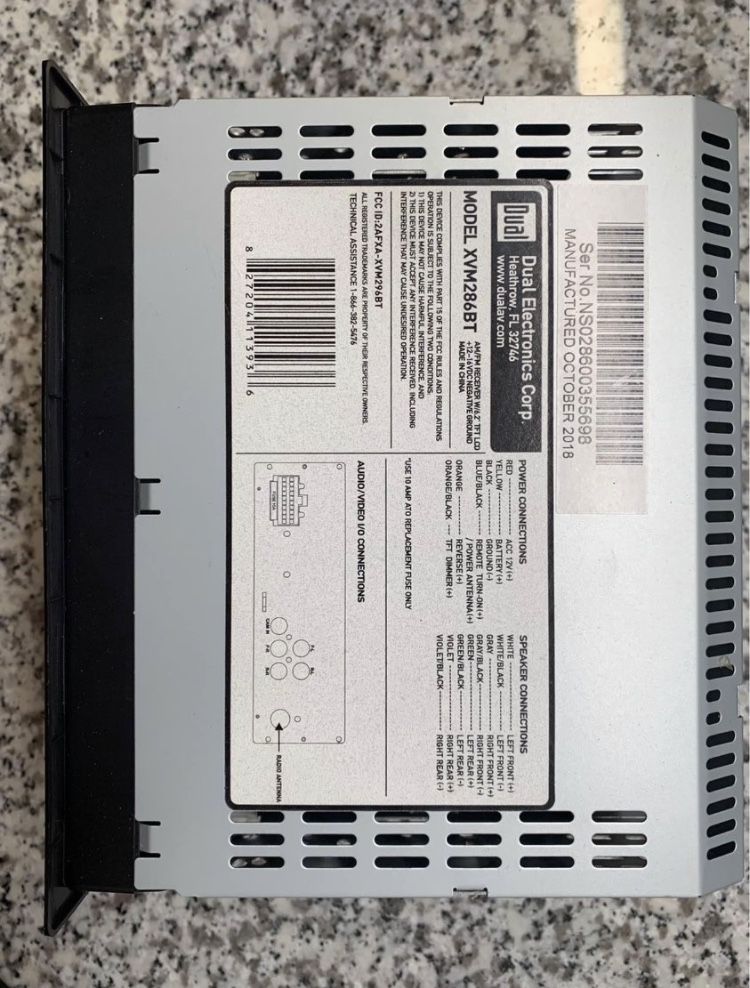 Ser No.NS028600355698
MANUFACTURED OCTOBER 2018
Dual
Dual Electronics Corp.
Heathrow, FL 32746
www.dualav.com
MODEL XVM286BT
AM/FM RECEIVER W/6.2" TFT LCD
+12~16VDC NEGATIVE GROUND
MADE IN CHINA
THIS DEVICE COMPLIES WITH PART 15 OF THE FCC RULES AND REGULATIONS
OPERATION IS SUBJECT TO THE FOLLOWING TWO CONDITIONS:
1) THIS DEVICE MAY NOT CAUSE HARMFUL INTERFERENCE, AND
2) THIS DEVICE MUST ACCEPT ANY INTERFERENCE RECEIVED, INCLUDING
INTERFERENCE THAT MAY CAUSE UNDESIRED OPERATION.
FCC ID:2AFXA-XVM296BT
ALL REGISTERED TRADEMARKS ARE PROPERTY OF THEIR RESPECTIVE OWNERS.
TECHNICAL ASSISTANCE 1-866-382-5476
8 27204 11393 6
POWER CONNECTIONS
RED ACC 12V (+)
YELLOW BATTERY (+)
BLACK GROUND (-)
BLUE/BLACK REMOTE TURN-ON (+)
/ POWER ANTENNA (+)
ORANGE REVERSE (+)
ORANGE/BLACK TFT DIMMER (+)
*USE 10 AMP ATO REPLACEMENT FUSE ONLY
SPEAKER CONNECTIONS
WHITE LEFT FRONT (+)
WHITE/BLACK LEFT FRONT (-)
GRAY RIGHT FRONT (+)
GRAY/BLACK RIGHT FRONT (-)
GREEN LEFT REAR (+)
GREEN/BLACK LEFT REAR (-)
VIOLET RIGHT REAR (+)
VIOLET/BLACK RIGHT REAR (-)
AUDIO/VIDEO I/O CONNECTIONS
CAM IN
RADIO ANTENNA